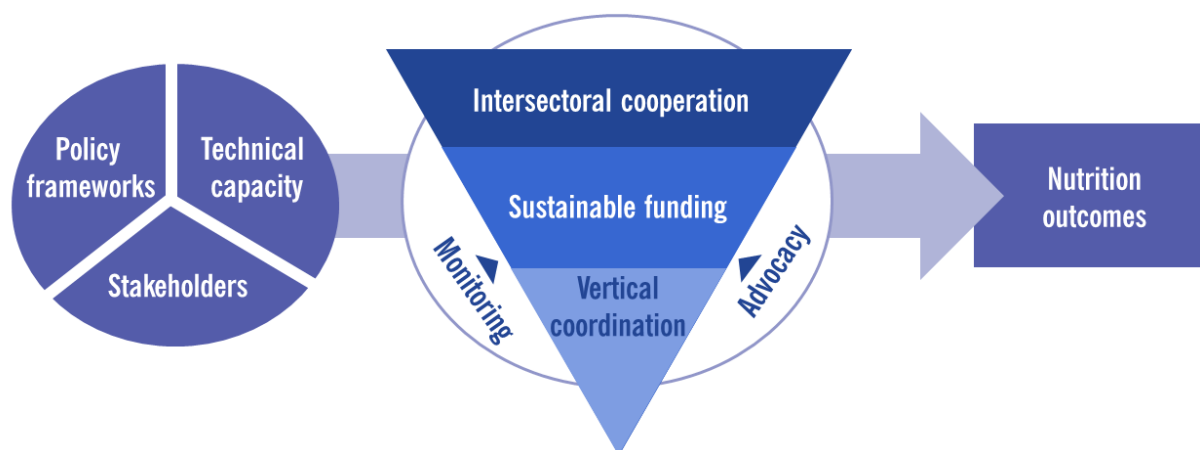 Policy
frameworks
Technical
capacity
Stakeholders
Intersectoral cooperation
Sustainable funding
Vertical
coordination
Monitoring
Advocacy
Nutrition
outcomes